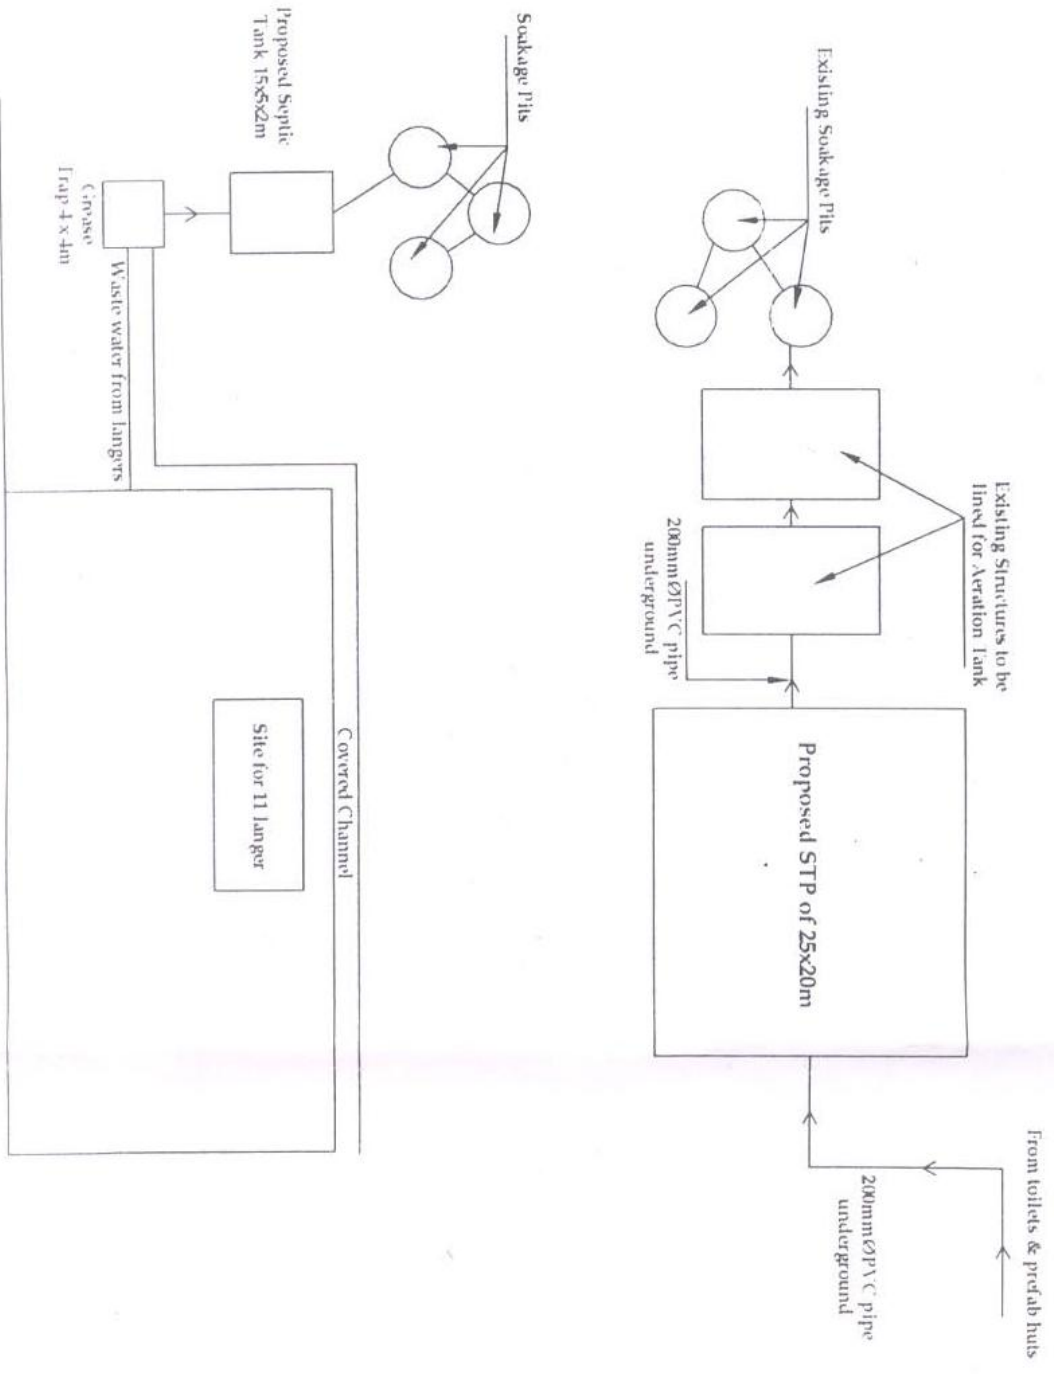 From toilets & prefab huts
200mmØPVC pipe
underground
Proposed STP of 25x20m
Existing Structures to be
lined for Aeration Tank
200mmØPVC pipe
underground
Existing Soakage Pits
Soakage Pits
Proposed Septic
Tank 15x5x2m
Grease
Trap 4 x 4m
Waste water from langers
Covered Channel
Site for 11 langer